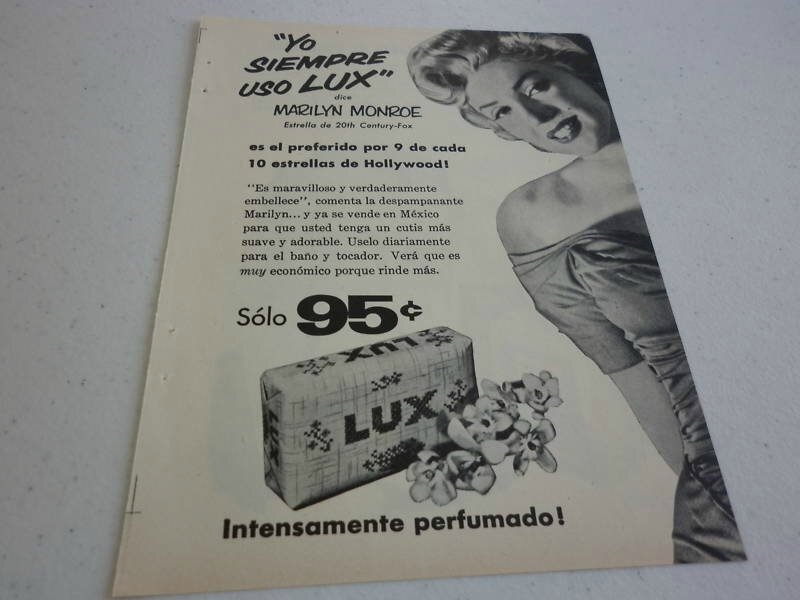 "Yo
SIEMPRE
USO LUX"
dice
MARILYN MONROE
Estrella de 20th Century-Fox
es el preferido por 9 de cada
10 estrellas de Hollywood!
"Es maravilloso y verdaderamente
embellece", comenta la despampanante
Marilyn... y ya se vende en México
para que usted tenga un cutis más
suave y adorable. Uselo diariamente
para el baño y tocador. Verá que es
muy económico porque rinde más.
Sólo 95¢
LUX
LUX
LUX
Intensamente perfumado!